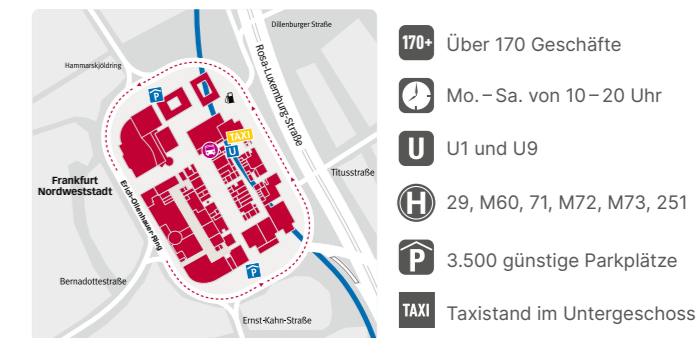 Dillenburger Straße
Hammarskjöldring
Rosa-Luxemburg-Straße
P
TAXI
U
Titusstraße
Frankfurt
Nordweststadt
Erich-Ollenhauer-Ring
P
Bernadottestraße
Ernst-Kahn-Straße
170+ Über 170 Geschäfte
Mo. – Sa. von 10 – 20 Uhr
U U1 und U9
H 29, M60, 71, M72, M73, 251
P 3.500 günstige Parkplätze
TAXI Taxistand im Untergeschoss